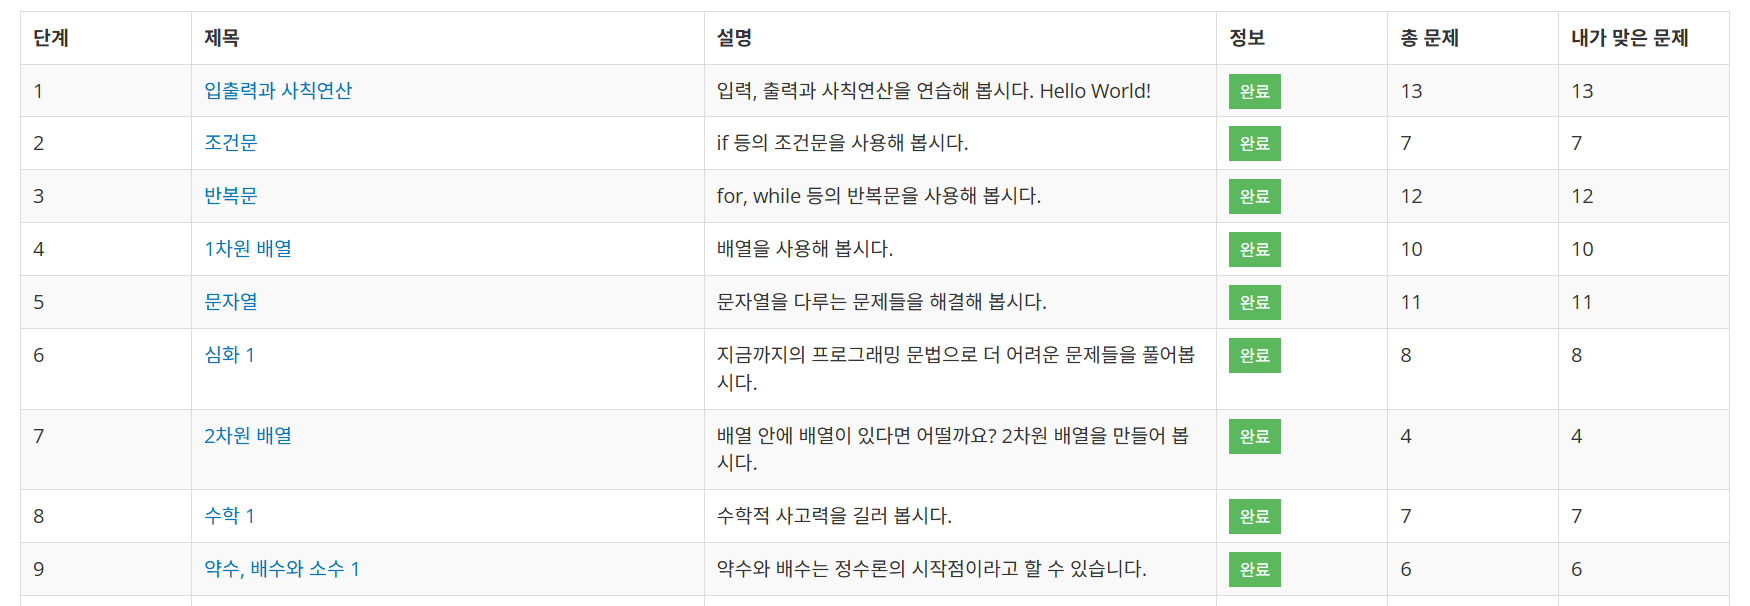 단계 제목 설명 정보 총 문제 내가 맞은 문제
1 입출력과 사칙연산 입력, 출력과 사칙연산을 연습해 봅시다. Hello World! 완료 13 13
2 조건문 if 등의 조건문을 사용해 봅시다. 완료 7 7
3 반복문 for, while 등의 반복문을 사용해 봅시다. 완료 12 12
4 1차원 배열 배열을 사용해 봅시다. 완료 10 10
5 문자열 문자열을 다루는 문제들을 해결해 봅시다. 완료 11 11
6 심화 1 지금까지의 프로그래밍 문법으로 더 어려운 문제들을 풀어봅 완료 8 8
시다.
7 2차원 배열 배열 안에 배열이 있다면 어떨까요? 2차원 배열을 만들어 봅 완료 4 4
시다.
8 수학 1 수학적 사고력을 길러 봅시다. 완료 7 7
9 약수, 배수와 소수 1 약수와 배수는 정수론의 시작점이라고 할 수 있습니다. 완료 6 6